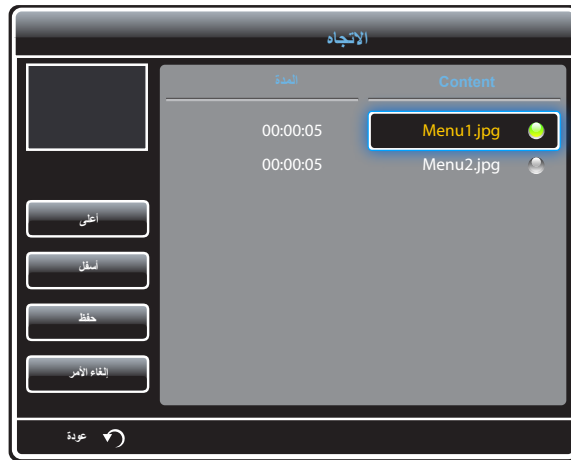 الاتجاه
Content المدة
Menu1.jpg 00:00:05
Menu2.jpg 00:00:05
أعلى
أسفل
حفظ
إلغاء الأمر
عودة